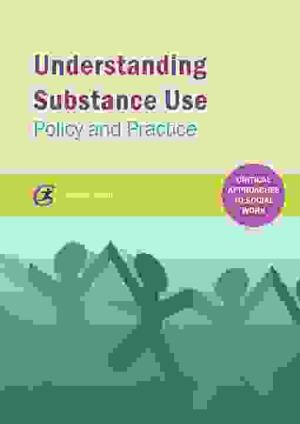 Understanding
Substance Use
Policy and Practice
CRITICAL
APPROACHES
TO SOCIAL
WORK